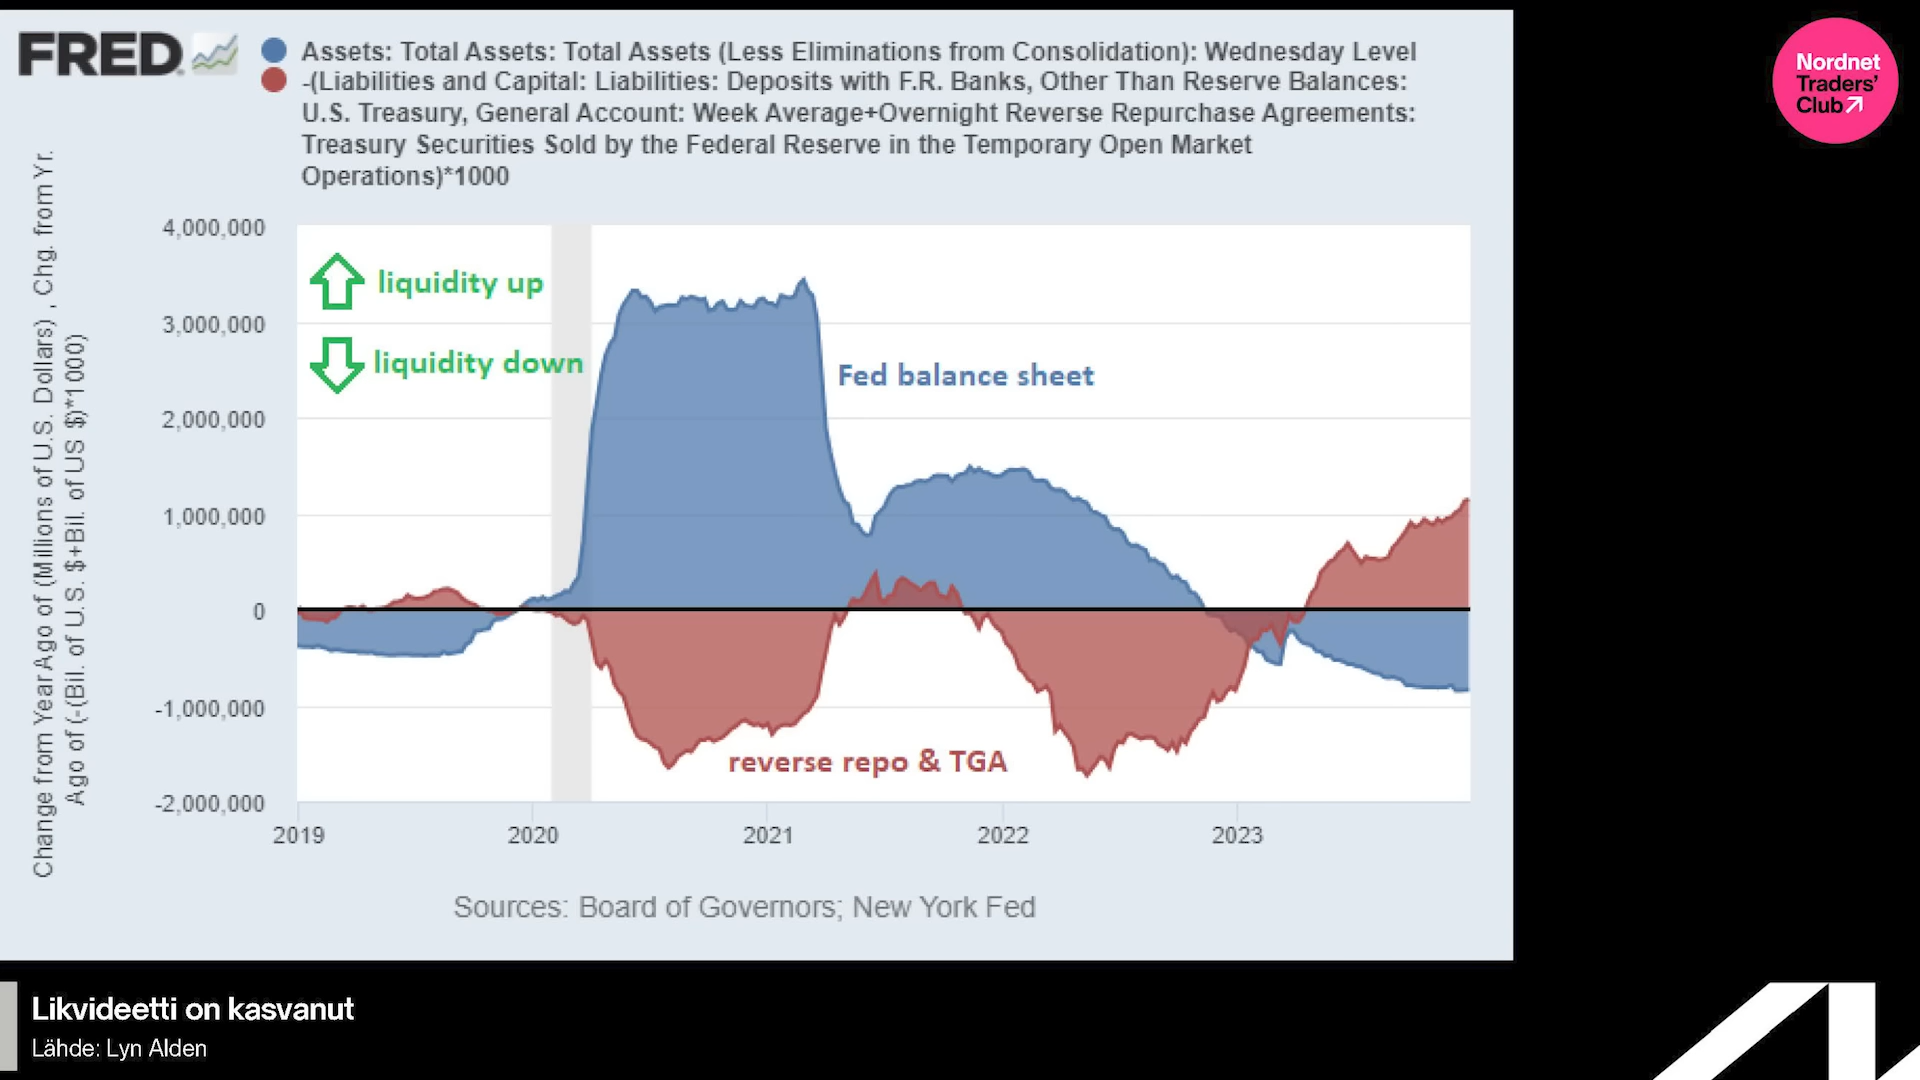 FRED
Assets: Total Assets: Total Assets (Less Eliminations from Consolidation): Wednesday Level
-(Liabilities and Capital: Liabilities: Deposits with F.R. Banks, Other Than Reserve Balances:
U.S. Treasury, General Account: Week Average+Overnight Reverse Repurchase Agreements:
Treasury Securities Sold by the Federal Reserve in the Temporary Open Market
Operations)*1000
Nordnet
Traders'
Club
Change from Year Ago of (Millions of U.S. Dollars) , Chg. from Yr.
Ago of (-(Bil. of U.S. $+Bil. of US $)*1000)
4,000,000
3,000,000
2,000,000
1,000,000
0
-1,000,000
-2,000,000
liquidity up
liquidity down
Fed balance sheet
reverse repo & TGA
2019
2020
2021
2022
2023
Sources: Board of Governors; New York Fed
Likvideetti on kasvanut
Lähde: Lyn Alden